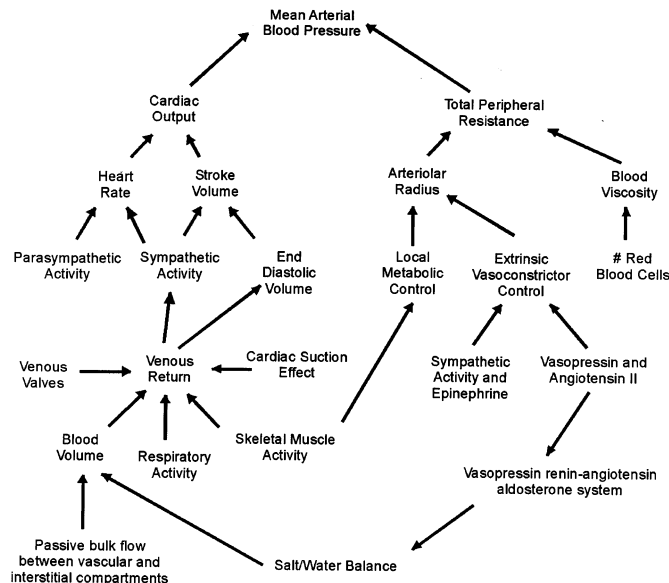 Mean Arterial
Blood Pressure
Cardiac
Output
Total Peripheral
Resistance
Heart
Rate
Stroke
Volume
Arteriolar
Radius
Blood
Viscosity
Parasympathetic
Activity
Sympathetic
Activity
End
Diastolic
Volume
Local
Metabolic
Control
Extrinsic
Vasoconstrictor
Control
# Red
Blood Cells
Venous
Valves
Venous
Return
Cardiac Suction
Effect
Sympathetic
Activity and
Epinephrine
Vasopressin and
Angiotensin II
Blood
Volume
Respiratory
Activity
Skeletal Muscle
Activity
Vasopressin renin-angiotensin
aldosterone system
Passive bulk flow
between vascular and
interstitial compartments
Salt/Water Balance